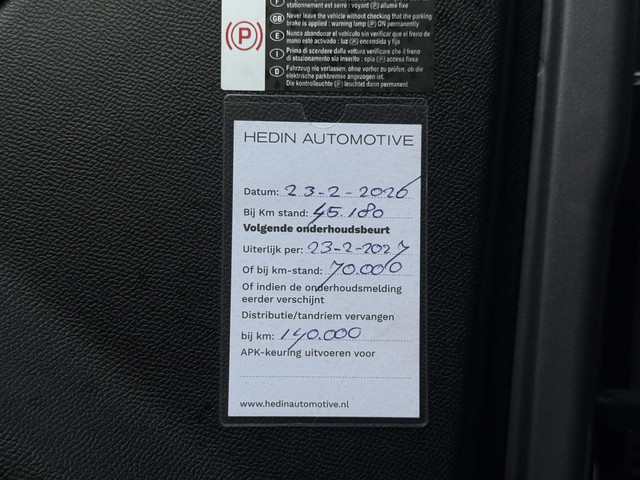 stationnement est serré : voyant (P) allumé fixe
GB Never leave the vehicle without checking that the parking
brake is applied : warning lamp (P) ON permanently
E Nunca abandonar el vehículo sin verificar que el freno de
mano esté activado : luz (P) encendida y fija
I Prima di scendere dalla vettura verificare che il freno
di stazionamento sia inserito : spia (P) accesa fissa
D Fahrzeug nie verlassen, ohne vorher zu prüfen, ob die
elektrische parkbremse angezogen ist.
Die kontrolleuchte (P) leuchtet dann permanent
(P)
HEDIN AUTOMOTIVE
Datum: 23-2-2026
Bij Km stand: 45.180
Volgende onderhoudsbeurt
Uiterlijk per: 23-2-2027
Of bij km-stand: 70.000
Of indien de onderhoudsmelding
eerder verschijnt
Distributie/tandriem vervangen
bij km: 140.000
APK-keuring uitvoeren voor
www.hedinautomotive.nl